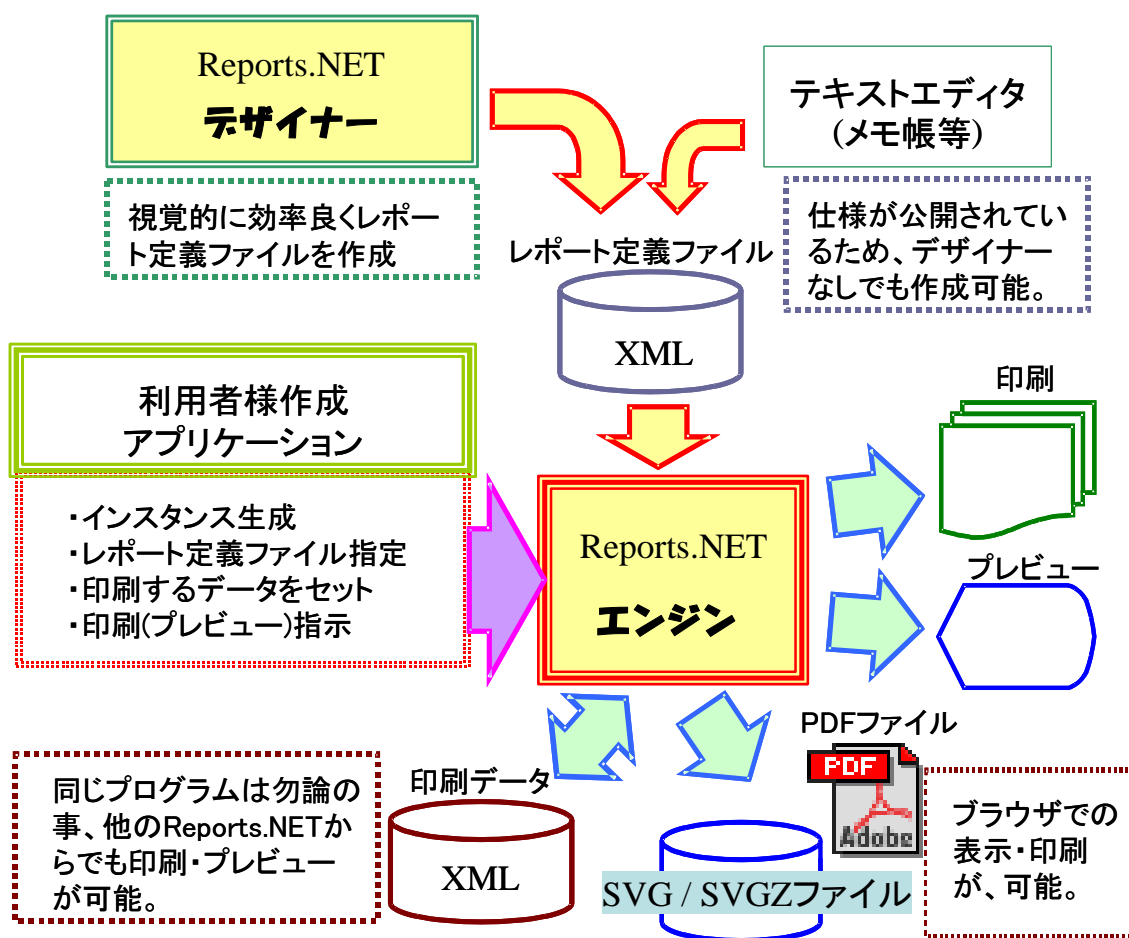 Reports.NET
デザイナー
テキストエディタ
(メモ帳等)
視覚的に効率良くレポー
ト定義ファイルを作成
仕様が公開されてい
るため、デザイナー
なしでも作成可能。
レポート定義ファイル
XML
利用者様作成
アプリケーション
・インスタンス生成
・レポート定義ファイル指定
・印刷するデータをセット
・印刷(プレビュー)指示
Reports.NET
エンジン
印刷
プレビュー
PDFファイル
PDF
Adobe
同じプログラムは勿論の
事、他のReports.NETか
らでも印刷・プレビュー
が可能。
印刷データ
XML
SVG / SVGZファイル
ブラウザでの
表示・印刷
が、可能。